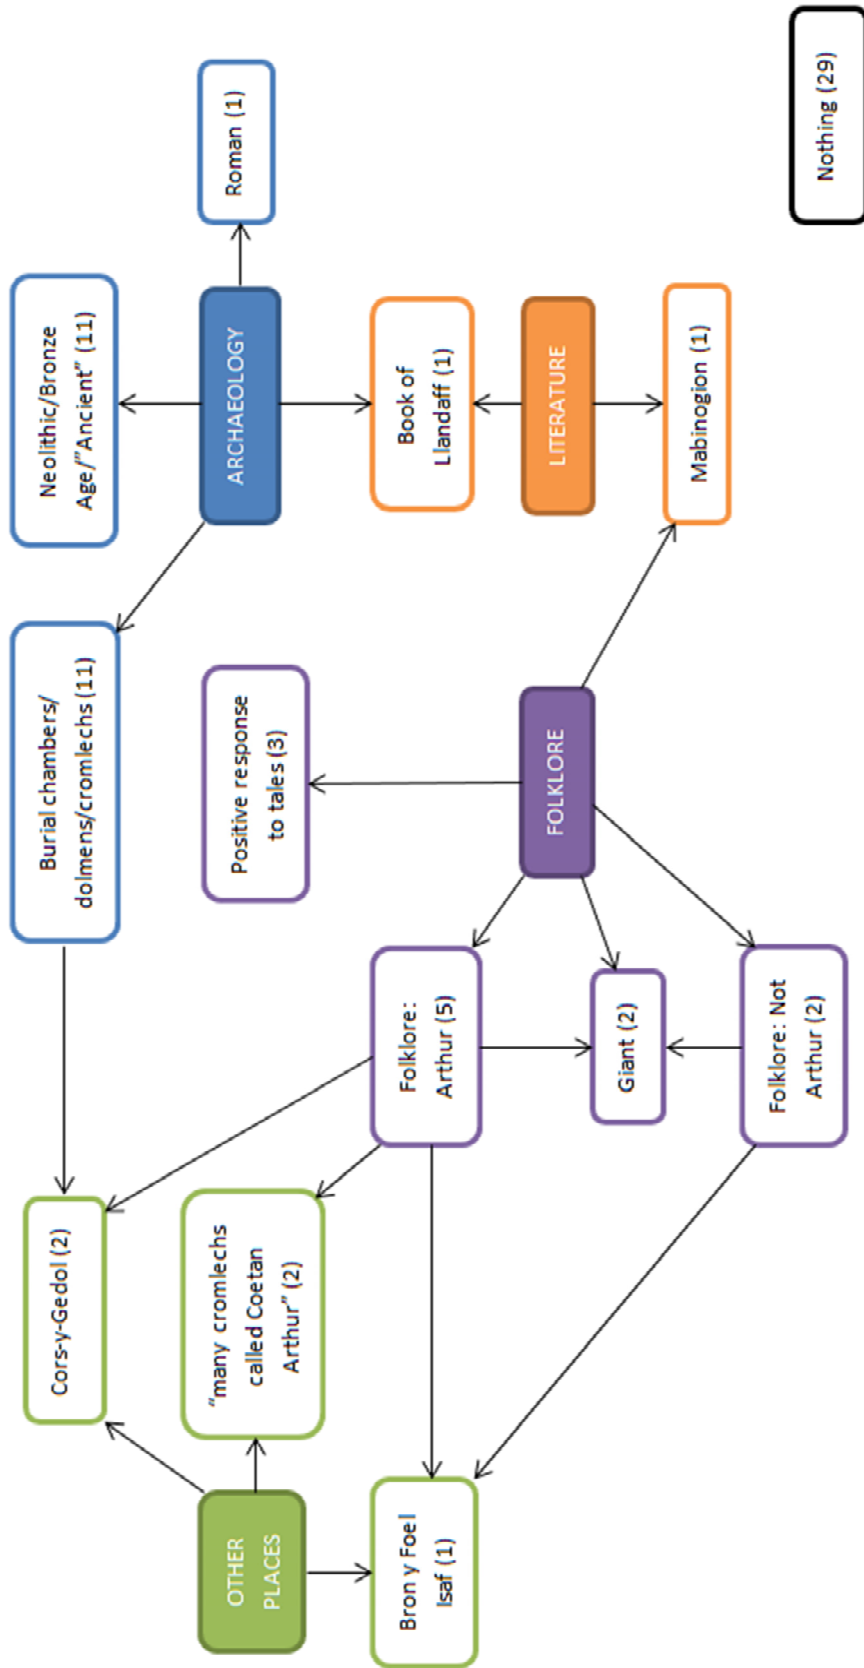 Cors-y-Gedol (2)
Burial chambers/
dolmens/cromlechs (11)
Neolithic/Bronze
Age/”Ancient” (11)
OTHER
PLACES
“many cromlechs
called Coetan
Arthur” (2)
Positive response
to tales (3)
ARCHAEOLOGY
Roman (1)
Bron y Foel
Isaf (1)
Folklore:
Arthur (5)
Book of
Llandaff (1)
FOLKLORE
LITERATURE
Giant (2)
Mabinogion (1)
Folklore: Not
Arthur (2)
Nothing (29)